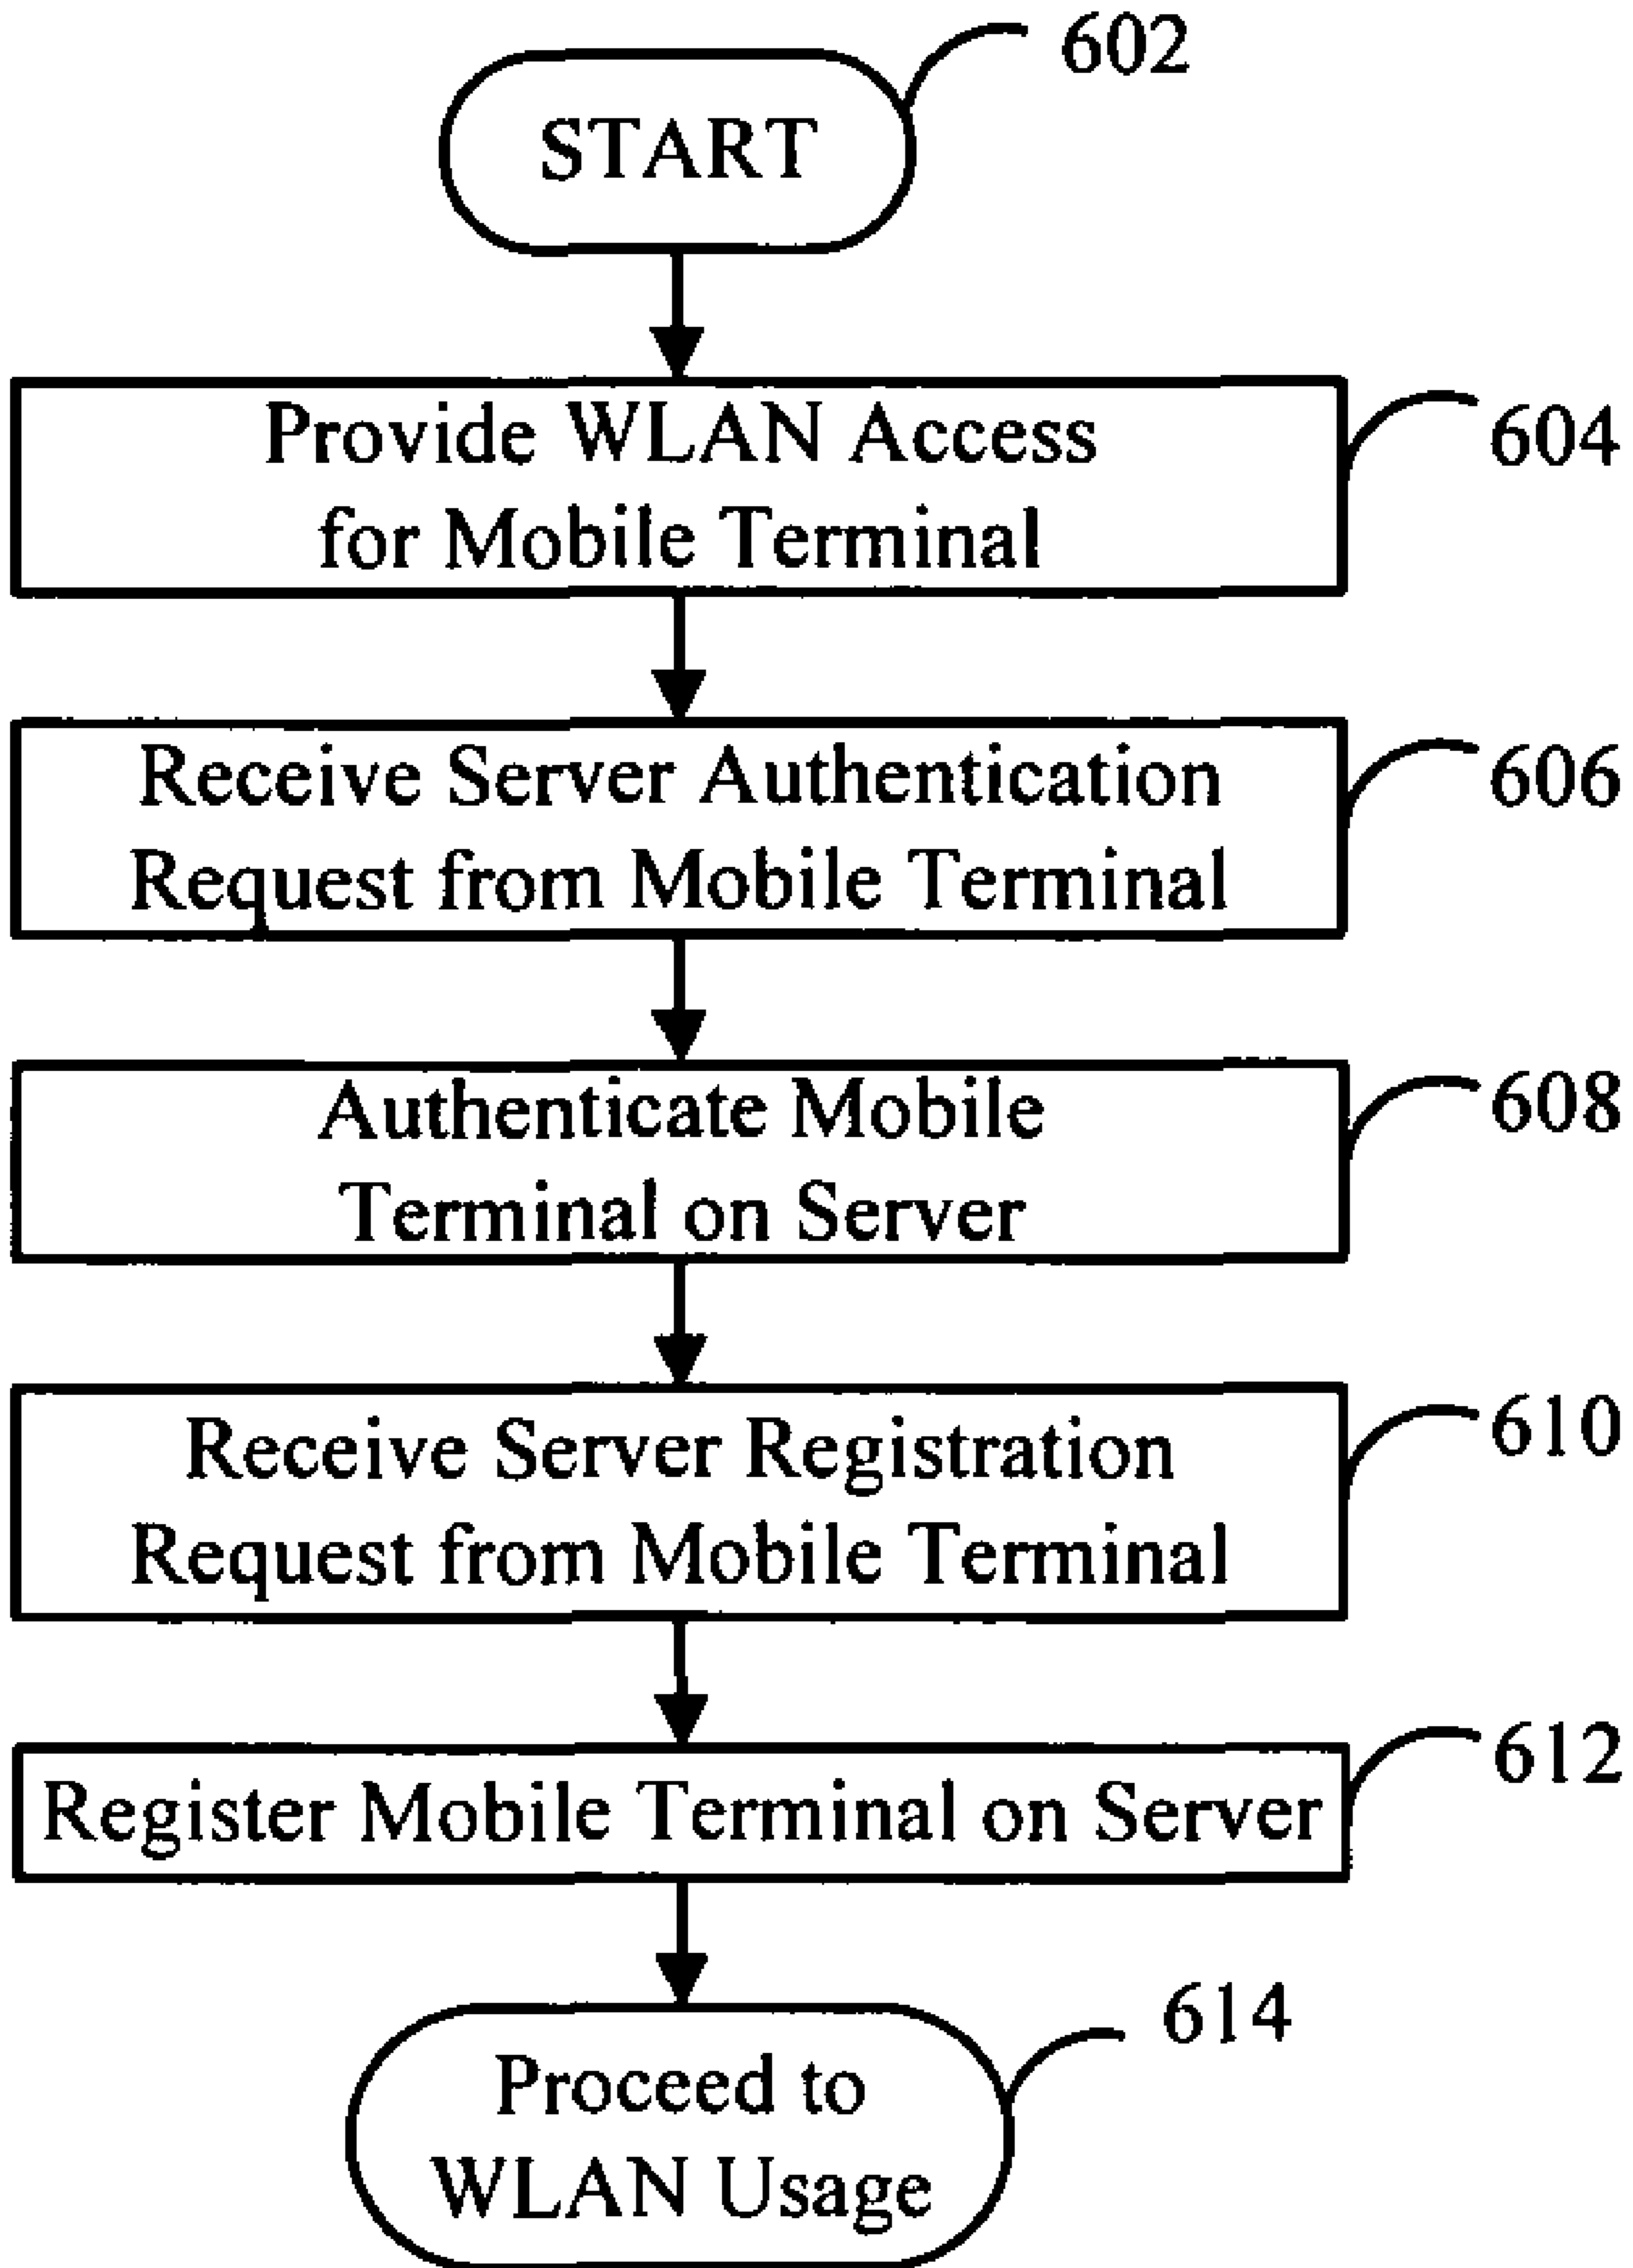 602
START
Provide WLAN Access
for Mobile Terminal
604
Receive Server Authentication
Request from Mobile Terminal
606
Authenticate Mobile
Terminal on Server
608
Receive Server Registration
Request from Mobile Terminal
610
Register Mobile Terminal on Server
612
Proceed to
WLAN Usage
614